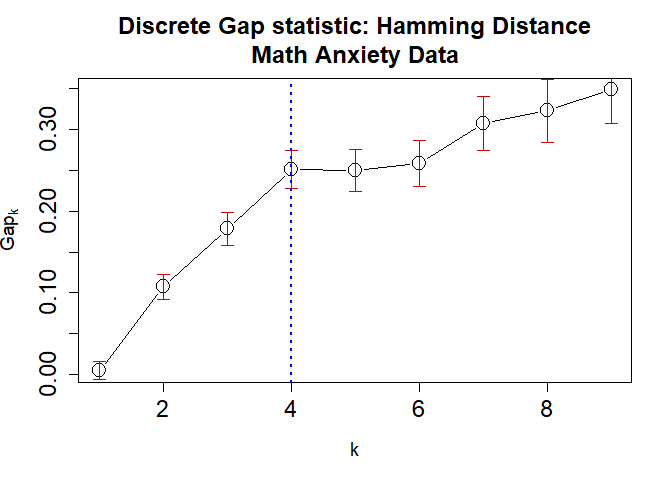 Discrete Gap statistic: Hamming Distance
Math Anxiety Data
Gapk
0.30
0.20
0.10
0.00
2 4 6 8
k